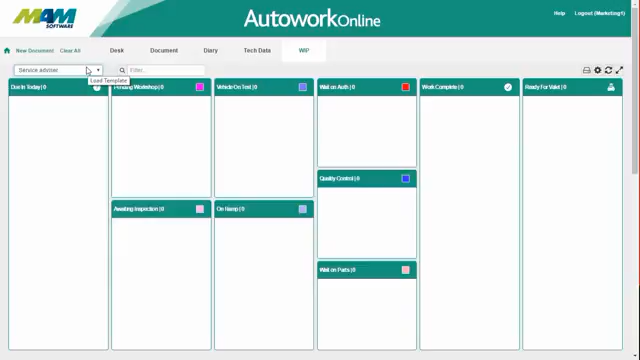 MAM
SOFTWARE
Autowork Online
Help
Logout (Marketing1)
New Document
Clear All
Desk
Document
Diary
Tech Data
WIP
Service adviser
Filter...
Load Template
Due In Today | 0
Pending Workshop | 0
Vehicle On Test | 0
Wait on Auth | 0
Work Complete | 0
Ready For Valet | 0
Quality Control | 0
Awaiting Inspection | 0
On Ramp | 0
Wait on Parts | 0